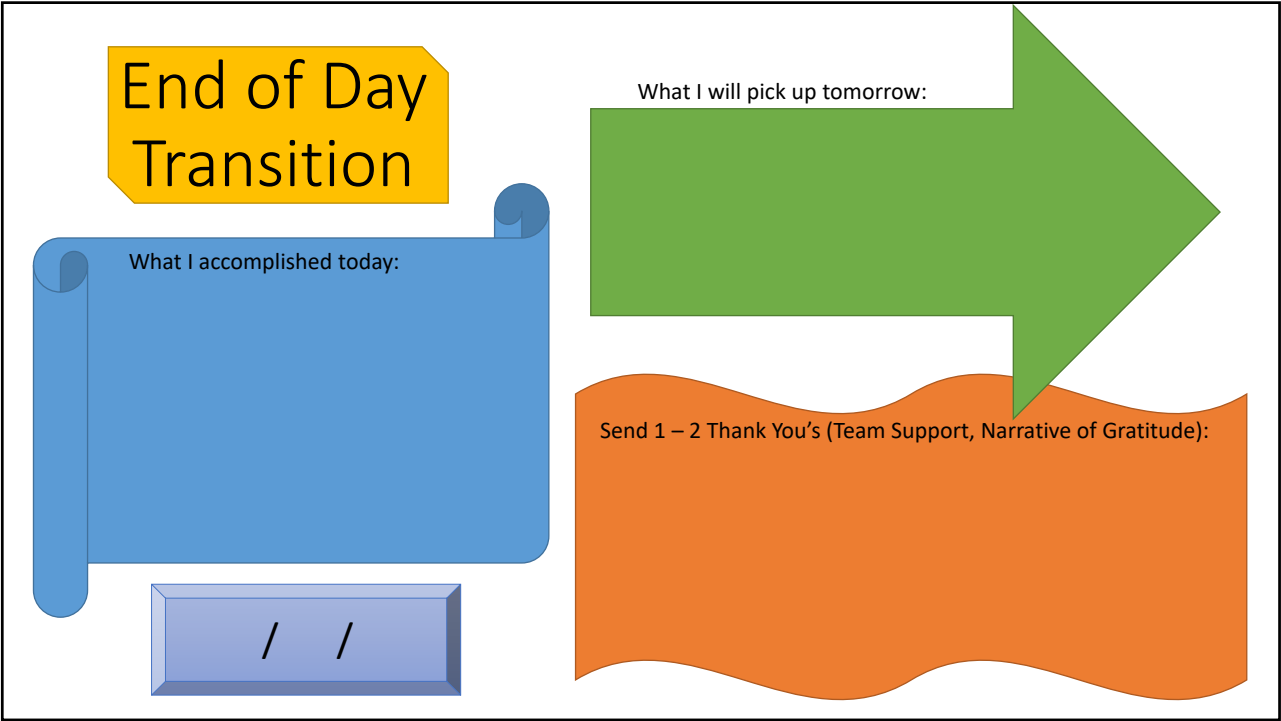 End of Day
Transition
What I accomplished today:
/ /
What I will pick up tomorrow:
Send 1 – 2 Thank You’s (Team Support, Narrative of Gratitude):